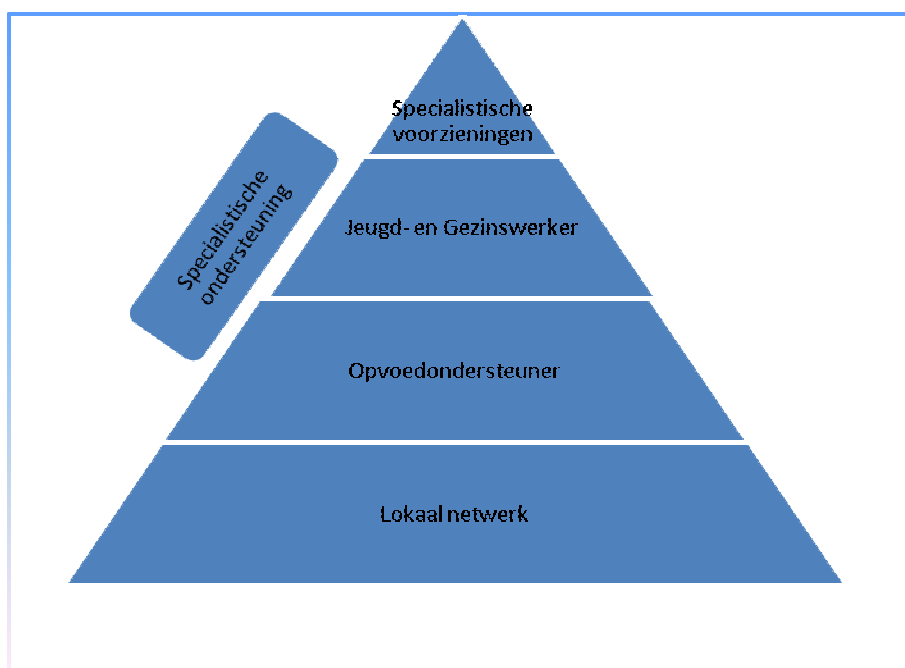 Specialistische
voorzieningen
Specialistische
ondersteuning
Jeugd- en Gezinswerker
Opvoedondersteuner
Lokaal netwerk